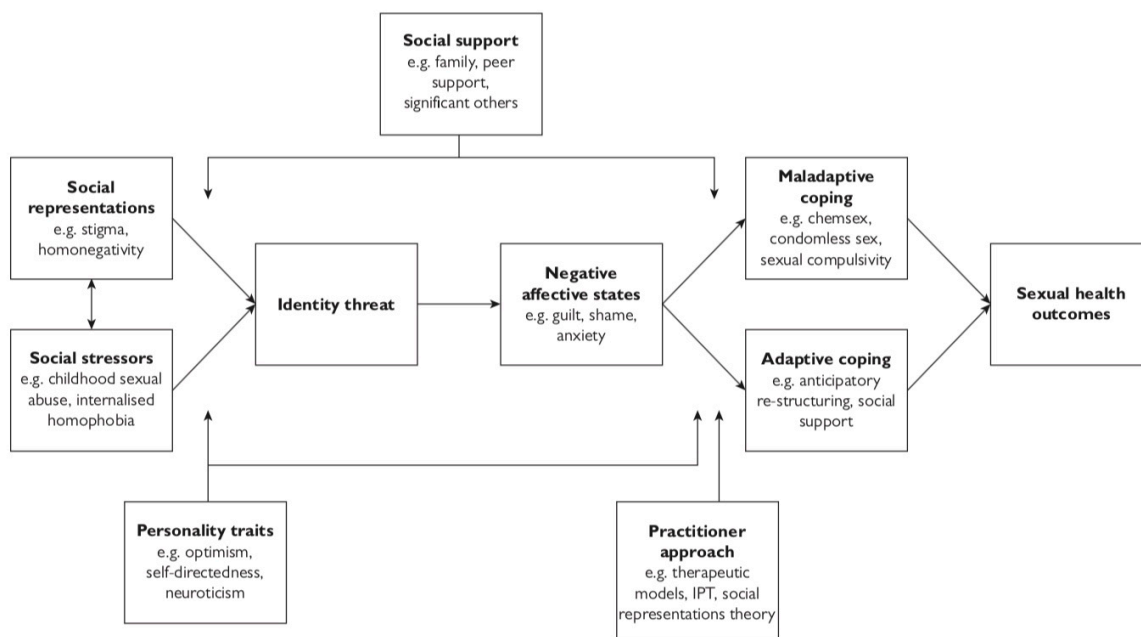 Social support
e.g. family, peer
support,
significant others
Social
representations
e.g. stigma,
homonegativity
Maladaptive
coping
e.g. chemsex,
condomless sex,
sexual compulsivity
Identity threat
Negative
affective states
e.g. guilt, shame,
anxiety
Sexual health
outcomes
Social stressors
e.g. childhood sexual
abuse, internalised
homophobia
Adaptive coping
e.g. anticipatory
re-structuring, social
support
Personality traits
e.g. optimism,
self-directedness,
neuroticism
Practitioner
approach
e.g. therapeutic
models, IPT, social
representations theory